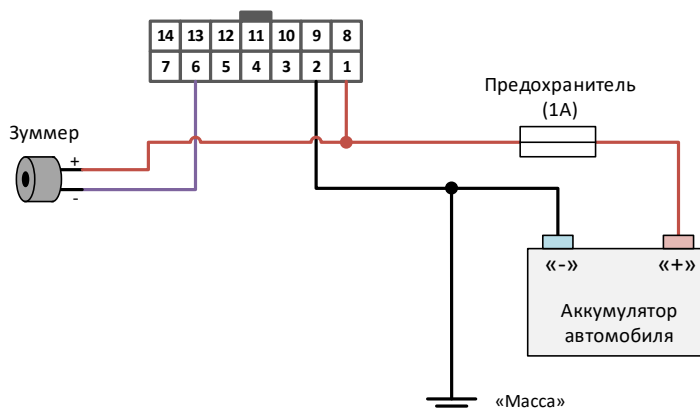 14 13 12 11 10 9 8
7 6 5 4 3 2 1
Предохранитель
(1А)
Зуммер
+
-
«-» «+»
Аккумулятор
автомобиля
«Масса»